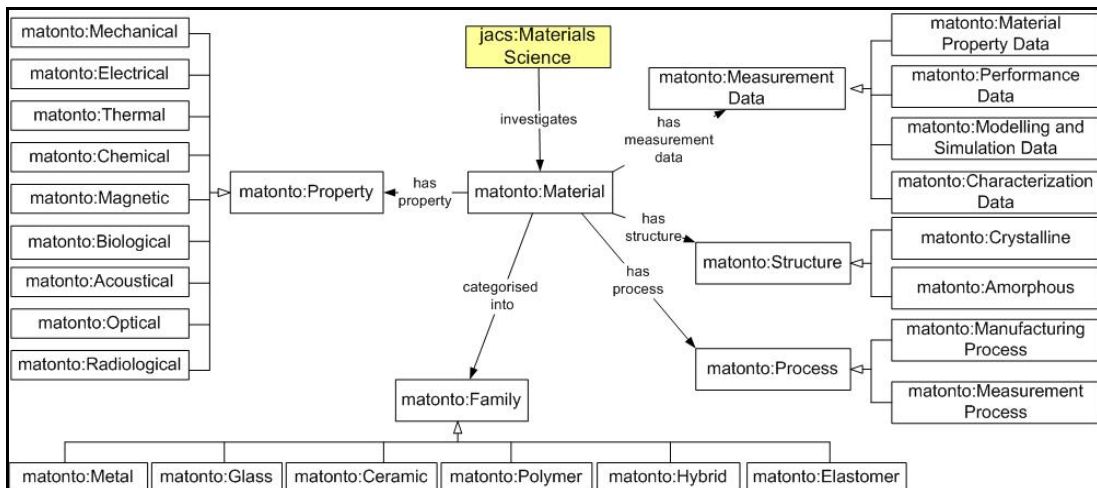 matonto:Mechanical
matonto:Electrical
matonto:Thermal
matonto:Chemical
matonto:Magnetic
matonto:Biological
matonto:Acoustical
matonto:Optical
matonto:Radiological
matonto:Property
has
property
jacs:Materials
Science
investigates
matonto:Material
categorised
into
matonto:Family
has
measurement
data
has
structure
has
process
matonto:Measurement
Data
matonto:Structure
matonto:Process
matonto:Material
Property Data
matonto:Performance
Data
matonto:Modelling and
Simulation Data
matonto:Characterization
Data
matonto:Crystalline
matonto:Amorphous
matonto:Manufacturing
Process
matonto:Measurement
Process
matonto:Metal
matonto:Glass
matonto:Ceramic
matonto:Polymer
matonto:Hybrid
matonto:Elastomer